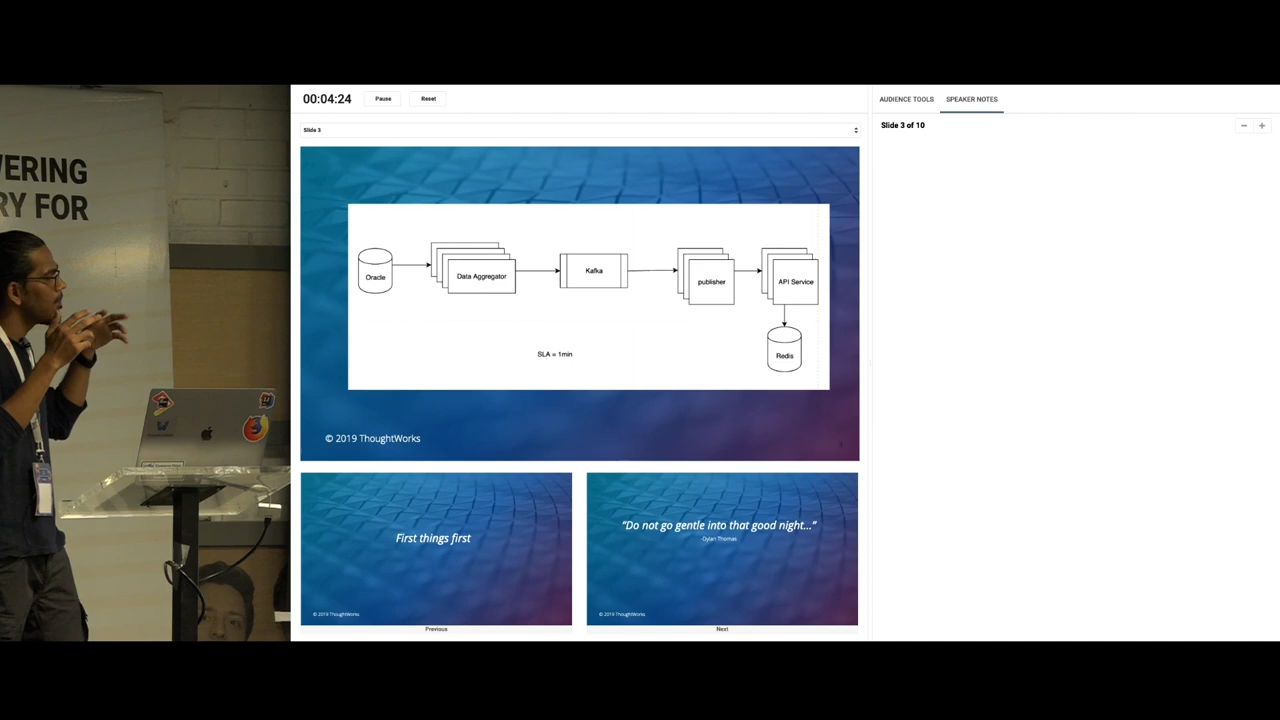 ERING
RY FOR
00:04:24
Pause
Reset
Slide 3
Oracle
Data Aggregator
Kafka
publisher
API Service
SLA = 1min
Redis
© 2019 ThoughtWorks
3
First things first
© 2019 ThoughtWorks
Previous
“Do not go gentle into that good night...”
-Dylan Thomas
© 2019 ThoughtWorks
Next
AUDIENCE TOOLS
SPEAKER NOTES
Slide 3 of 10
− +